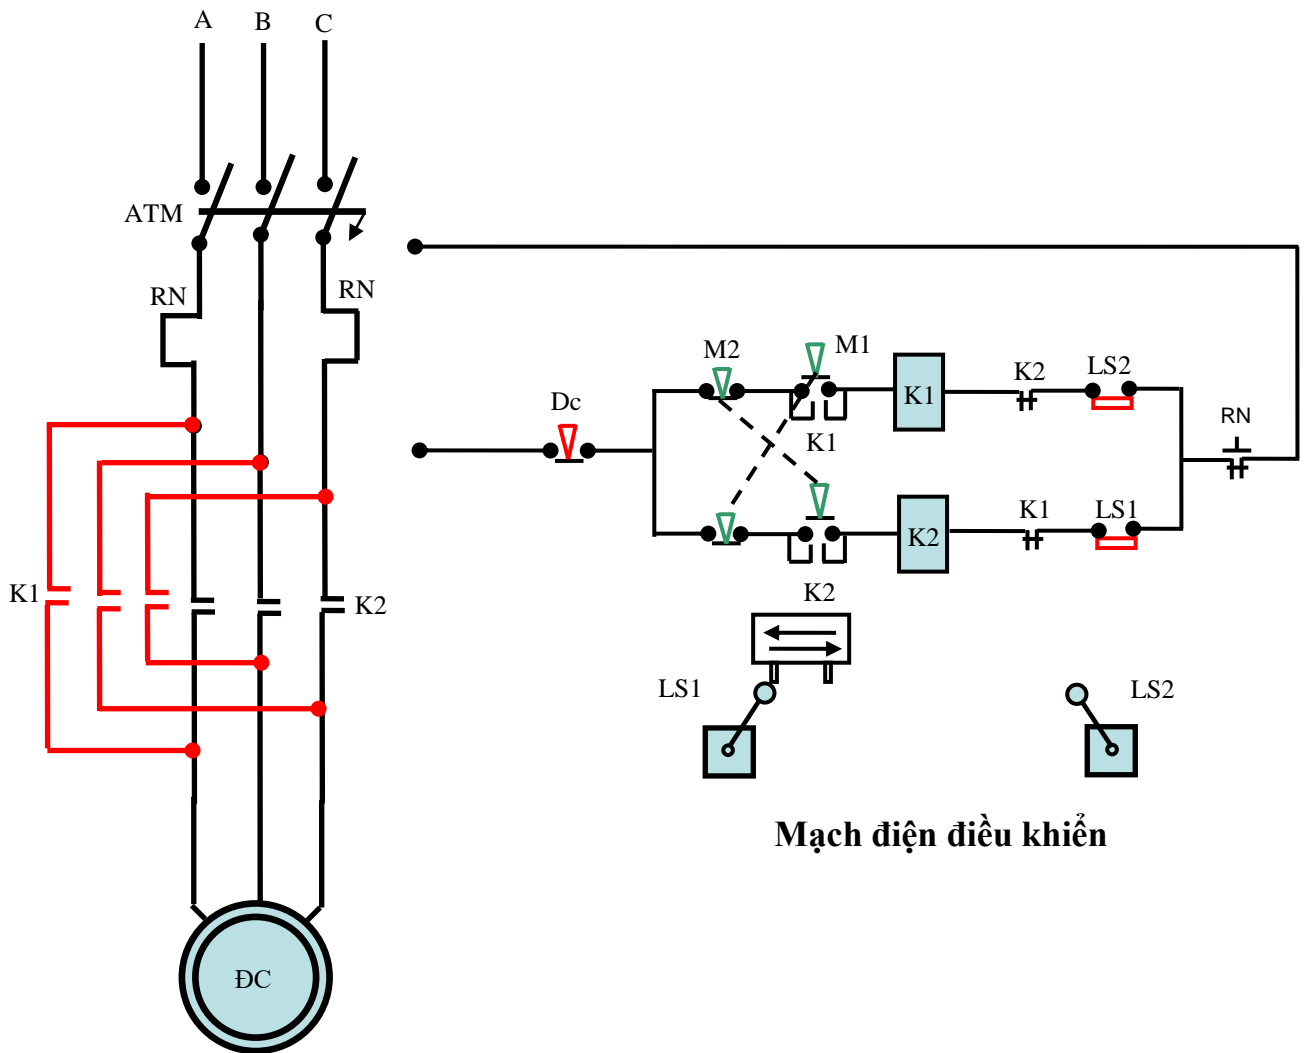 A
B
C
ATM
RN
RN
M2
M1
K1
K2
LS2
Dc
K1
RN
K2
K1
LS1
K1
K2
K2
LS1
LS2
Mạch điện điều khiển
ĐC